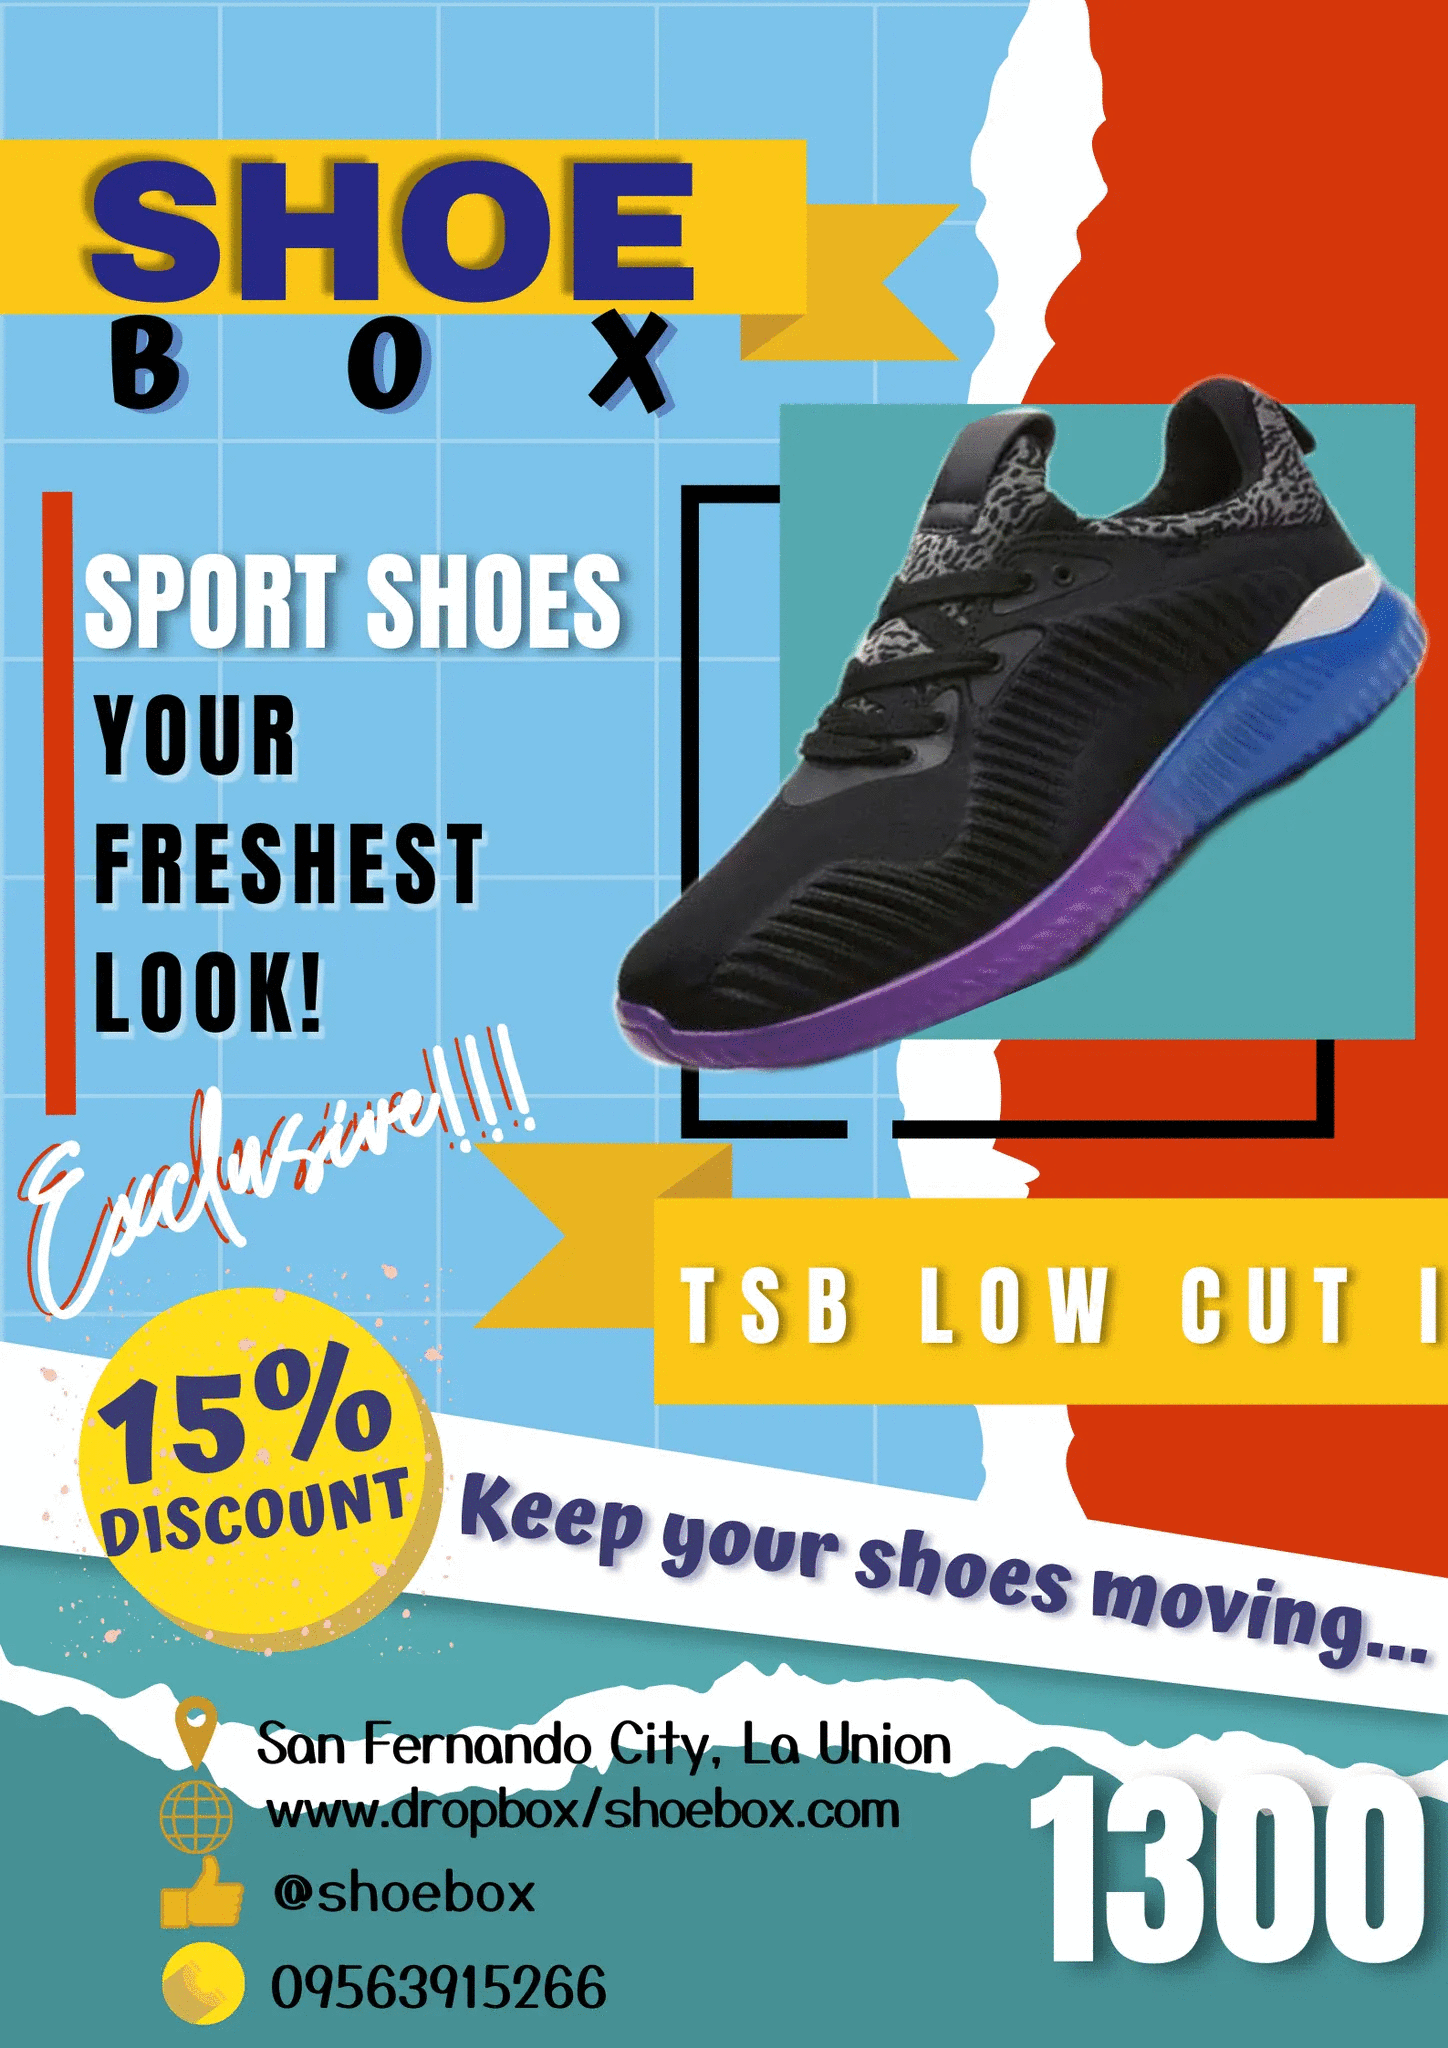 SHOE
BOX
SPORT SHOES
YOUR
FRESHEST
LOOK!
Exclusive!!!!
TSB LOW CUT I
15%
DISCOUNT
Keep your shoes moving...
San Fernando City, La Union
www.dropbox/shoebox.com
@shoebox
09563915266
1300